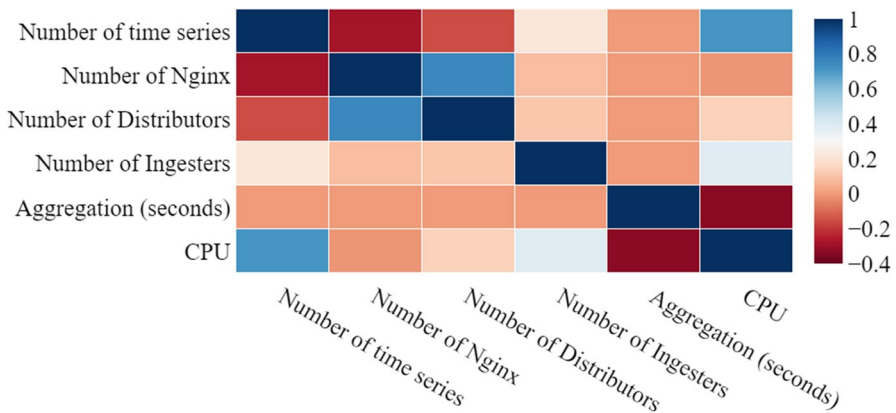 Number of time series
Number of Nginx
Number of Distributors
Number of Ingesters
Aggregation (seconds)
CPU
1
0.8
0.6
0.4
0.2
0
−0.2
−0.4
Number of time series
Number of Nginx
Number of Distributors
Number of Ingesters
Aggregation (seconds)
CPU